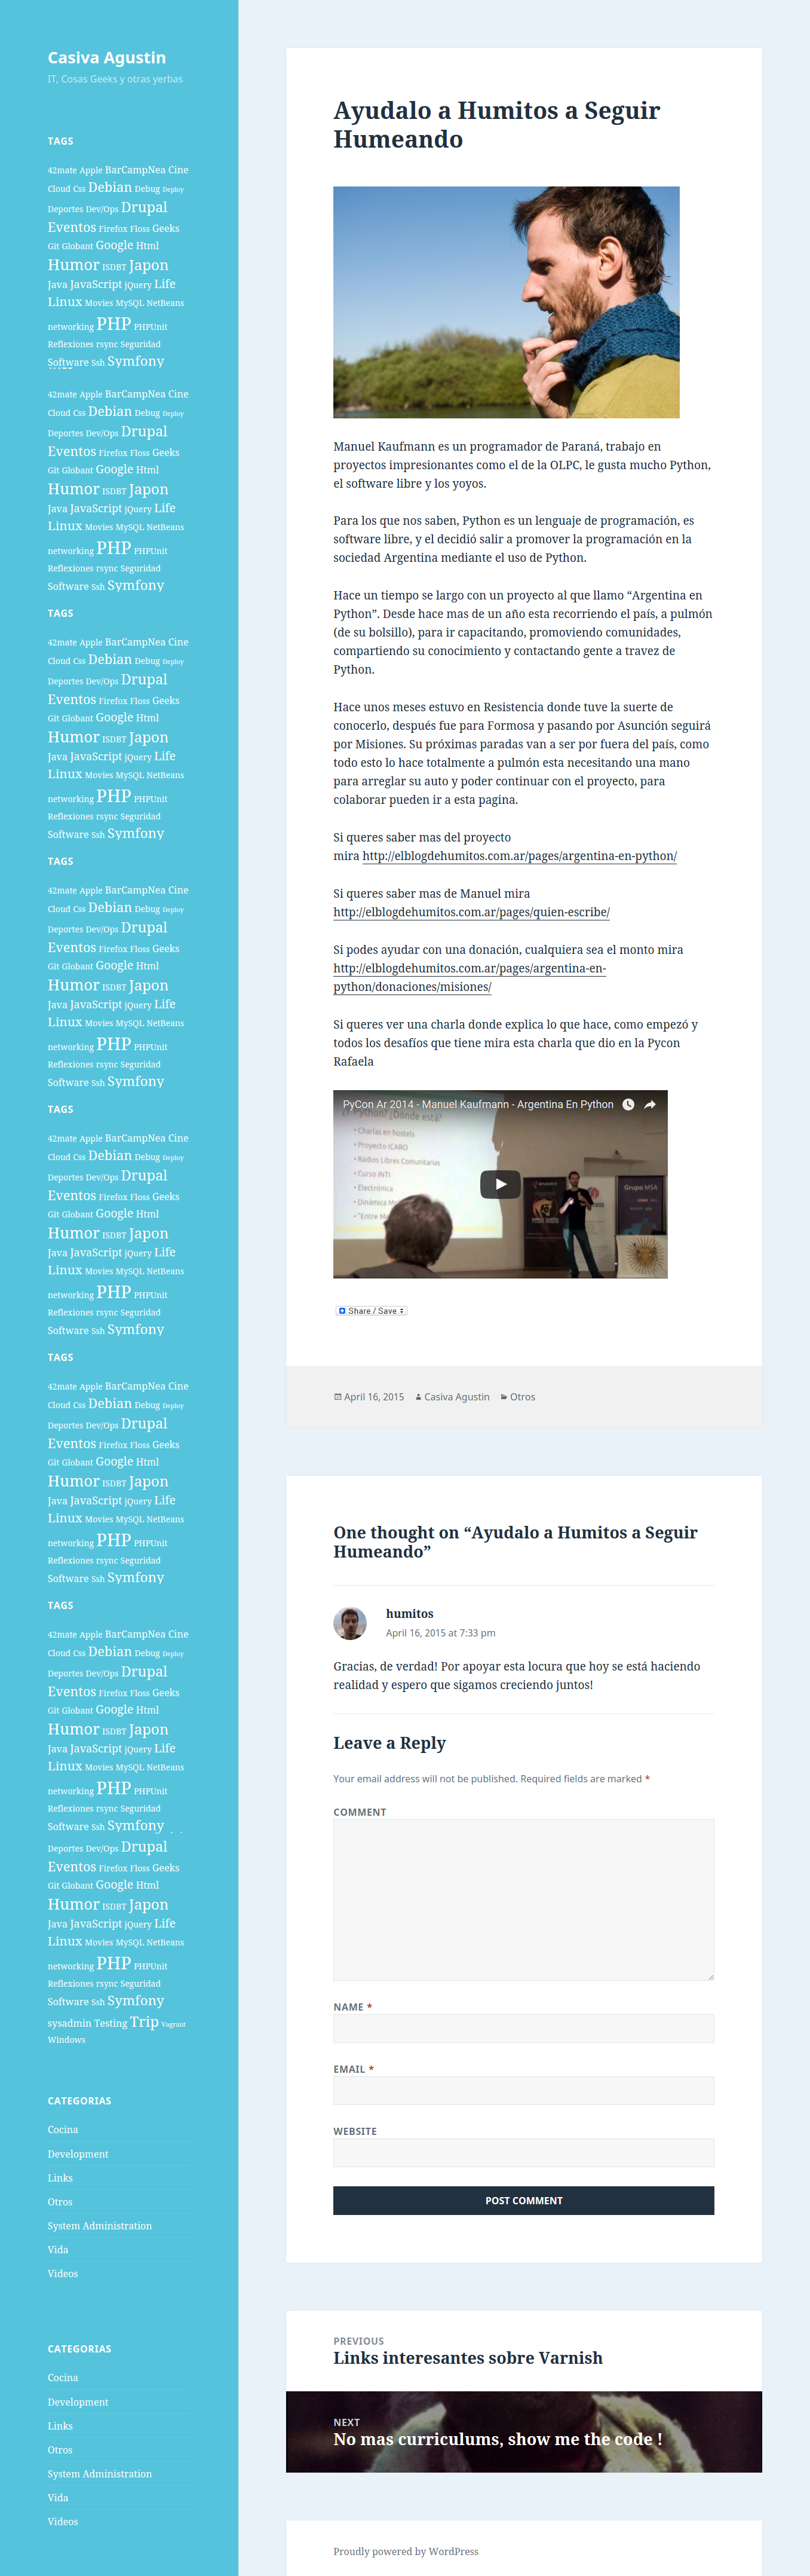 Casiva Agustin
IT, Cosas Geeks y otras yerbas
TAGS
42mate Apple BarCampNea Cine
Cloud Css Debian Debug Deploy
Deportes Dev/Ops Drupal
Eventos Firefox Floss Geeks
Git Globant Google Html
Humor ISDBT Japon
Java JavaScript jQuery Life
Linux Movies MySQL NetBeans
networking PHP PHPUnit
Reflexiones rsync Seguridad
Software Ssh Symfony
42mate Apple BarCampNea Cine
Cloud Css Debian Debug Deploy
Deportes Dev/Ops Drupal
Eventos Firefox Floss Geeks
Git Globant Google Html
Humor ISDBT Japon
Java JavaScript jQuery Life
Linux Movies MySQL NetBeans
networking PHP PHPUnit
Reflexiones rsync Seguridad
Software Ssh Symfony
TAGS
42mate Apple BarCampNea Cine
Cloud Css Debian Debug Deploy
Deportes Dev/Ops Drupal
Eventos Firefox Floss Geeks
Git Globant Google Html
Humor ISDBT Japon
Java JavaScript jQuery Life
Linux Movies MySQL NetBeans
networking PHP PHPUnit
Reflexiones rsync Seguridad
Software Ssh Symfony
TAGS
42mate Apple BarCampNea Cine
Cloud Css Debian Debug Deploy
Deportes Dev/Ops Drupal
Eventos Firefox Floss Geeks
Git Globant Google Html
Humor ISDBT Japon
Java JavaScript jQuery Life
Linux Movies MySQL NetBeans
networking PHP PHPUnit
Reflexiones rsync Seguridad
Software Ssh Symfony
TAGS
42mate Apple BarCampNea Cine
Cloud Css Debian Debug Deploy
Deportes Dev/Ops Drupal
Eventos Firefox Floss Geeks
Git Globant Google Html
Humor ISDBT Japon
Java JavaScript jQuery Life
Linux Movies MySQL NetBeans
networking PHP PHPUnit
Reflexiones rsync Seguridad
Software Ssh Symfony
TAGS
42mate Apple BarCampNea Cine
Cloud Css Debian Debug Deploy
Deportes Dev/Ops Drupal
Eventos Firefox Floss Geeks
Git Globant Google Html
Humor ISDBT Japon
Java JavaScript jQuery Life
Linux Movies MySQL NetBeans
networking PHP PHPUnit
Reflexiones rsync Seguridad
Software Ssh Symfony
TAGS
42mate Apple BarCampNea Cine
Cloud Css Debian Debug Deploy
Deportes Dev/Ops Drupal
Eventos Firefox Floss Geeks
Git Globant Google Html
Humor ISDBT Japon
Java JavaScript jQuery Life
Linux Movies MySQL NetBeans
networking PHP PHPUnit
Reflexiones rsync Seguridad
Software Ssh Symfony
Deportes Dev/Ops Drupal
Eventos Firefox Floss Geeks
Git Globant Google Html
Humor ISDBT Japon
Java JavaScript jQuery Life
Linux Movies MySQL NetBeans
networking PHP PHPUnit
Reflexiones rsync Seguridad
Software Ssh Symfony
sysadmin Testing Trip Vagrant
Windows
CATEGORIAS
Cocina
Development
Links
Otros
System Administration
Vida
Videos
CATEGORIAS
Cocina
Development
Links
Otros
System Administration
Vida
Videos
Ayudalo a Humitos a Seguir
Humeando
Manuel Kaufmann es un programador de Paraná, trabajo en
proyectos impresionantes como el de la OLPC, le gusta mucho Python,
el software libre y los yoyos.
Para los que nos saben, Python es un lenguaje de programación, es
software libre, y el decidió salir a promover la programación en la
sociedad Argentina mediante el uso de Python.
Hace un tiempo se largo con un proyecto al que llamo “Argentina en
Python”. Desde hace mas de un año esta recorriendo el país, a pulmón
(de su bolsillo), para ir capacitando, promoviendo comunidades,
compartiendo su conocimiento y contactando gente a travez de
Python.
Hace unos meses estuvo en Resistencia donde tuve la suerte de
conocerlo, después fue para Formosa y pasando por Asunción seguirá
por Misiones. Su próximas paradas van a ser por fuera del país, como
todo esto lo hace totalmente a pulmón esta necesitando una mano
para arreglar su auto y poder continuar con el proyecto, para
colaborar pueden ir a esta pagina.
Si queres saber mas del proyecto
mira http://elblogdehumitos.com.ar/pages/argentina-en-python/
Si queres saber mas de Manuel mira
http://elblogdehumitos.com.ar/pages/quien-escribe/
Si podes ayudar con una donación, cualquiera sea el monto mira
http://elblogdehumitos.com.ar/pages/argentina-en-
python/donaciones/misiones/
Si queres ver una charla donde explica lo que hace, como empezó y
todos los desafíos que tiene mira esta charla que dio en la Pycon
Rafaela
PyCon Ar 2014 - Manuel Kaufmann - Argentina En Python
Python? ¿Dónde está?
• Charlas en hostels
• Proyecto ICARO
• Radios Libres Comunitarias
• Curso INTI
• Electrónica
• Dinámica
• "Entre
Grupo MSA
Share / Save
April 16, 2015 Casiva Agustin Otros
One thought on “Ayudalo a Humitos a Seguir
Humeando”
humitos
April 16, 2015 at 7:33 pm
Gracias, de verdad! Por apoyar esta locura que hoy se está haciendo
realidad y espero que sigamos creciendo juntos!
Leave a Reply
Your email address will not be published. Required fields are marked *
COMMENT
NAME *
EMAIL *
WEBSITE
POST COMMENT
PREVIOUS
Links interesantes sobre Varnish
NEXT
No mas curriculums, show me the code !
Proudly powered by WordPress